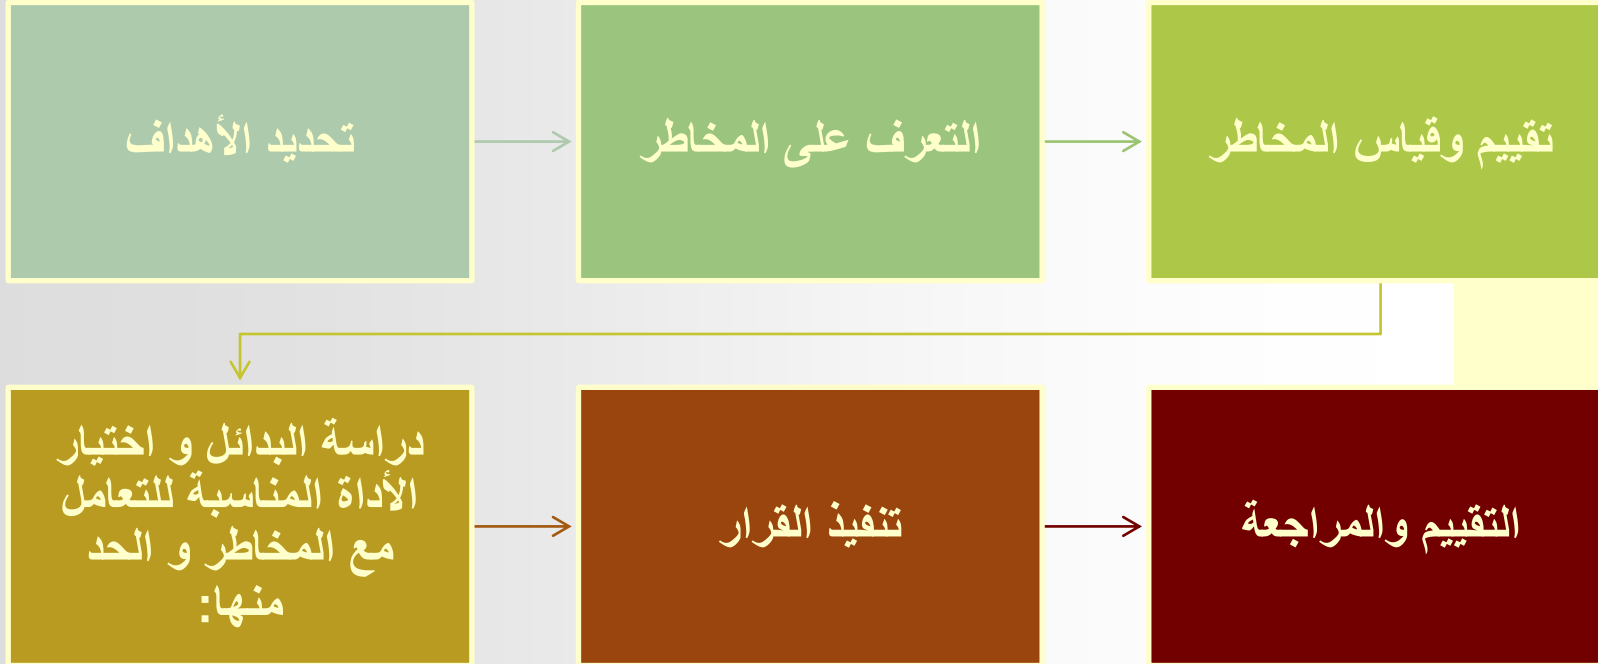 تحديد الأهداف
التعرف على المخاطر
تقييم وقياس المخاطر
دراسة البدائل و اختيار
الأداة المناسبة للتعامل
مع المخاطر و الحد
منها:
تنفيذ القرار
التقييم والمراجعة